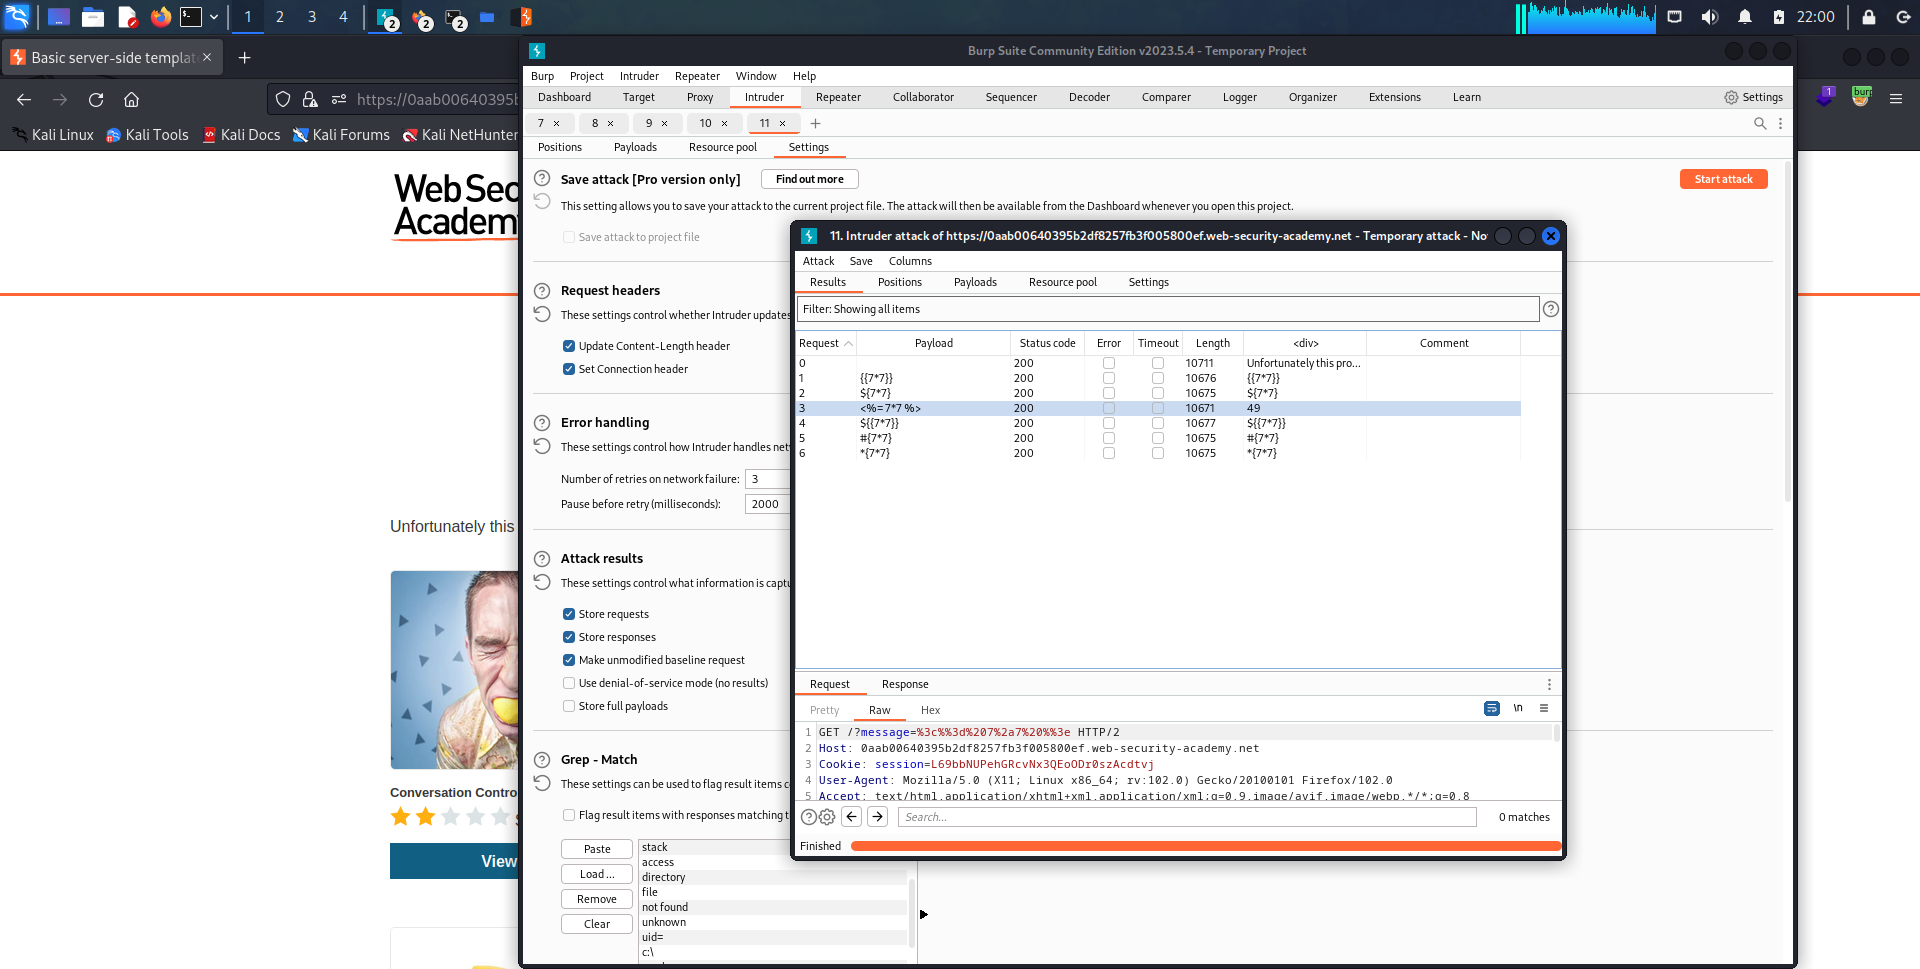 1 2 3 4
2 2 2
22:00
Basic server-side templat
https://0aab00640395b
Kali Linux Kali Tools Kali Docs Kali Forums Kali NetHunter
1 burp
WebSec
Academy
Unfortunately this
Conversation Contro
View
Burp Suite Community Edition v2023.5.4 - Temporary Project
Burp Project Intruder Repeater Window Help
Dashboard Target Proxy Intruder Repeater Collaborator Sequencer Decoder Comparer Logger Organizer Extensions Learn Settings
7 × 8 × 9 × 10 × 11 × +
Positions Payloads Resource pool Settings
Save attack [Pro version only] Find out more Start attack
This setting allows you to save your attack to the current project file. The attack will then be available from the Dashboard whenever you open this project.
Save attack to project file
Request headers
These settings control whether Intruder updates
Update Content-Length header
Set Connection header
Error handling
These settings control how Intruder handles net
Number of retries on network failure: 3
Pause before retry (milliseconds): 2000
Attack results
These settings control what information is captu
Store requests
Store responses
Make unmodified baseline request
Use denial-of-service mode (no results)
Store full payloads
Grep - Match
These settings can be used to flag result items c
Flag result items with responses matching t
Paste
Load ...
Remove
Clear
stack
access
directory
file
not found
unknown
uid=
c:\
11. Intruder attack of https://0aab00640395b2df8257fb3f005800ef.web-security-academy.net - Temporary attack - No
Attack Save Columns
Results Positions Payloads Resource pool Settings
Filter: Showing all items
Request Payload Status code Error Timeout Length <div> Comment
0 200 10711 Unfortunately this pro...
1 {{7*7}} 200 10676 {{7*7}}
2 ${7*7} 200 10675 ${7*7}
3 <%= 7*7 %> 200 10671 49
4 ${{7*7}} 200 10677 ${{7*7}}
5 #{7*7} 200 10675 #{7*7}
6 *{7*7} 200 10675 *{7*7}
Request Response
Pretty Raw Hex \n
1 GET /?message=%3c%%3d%207%2a7%20%%3e HTTP/2
2 Host: 0aab00640395b2df8257fb3f005800ef.web-security-academy.net
3 Cookie: session=L69bbNUPehGRcvNx3QEoODr0szAcdtvj
4 User-Agent: Mozilla/5.0 (X11; Linux x86_64; rv:102.0) Gecko/20100101 Firefox/102.0
5 Accept: text/html,application/xhtml+xml,application/xml;q=0.9,image/avif,image/webp,*/*;q=0.8
Search... 0 matches
Finished